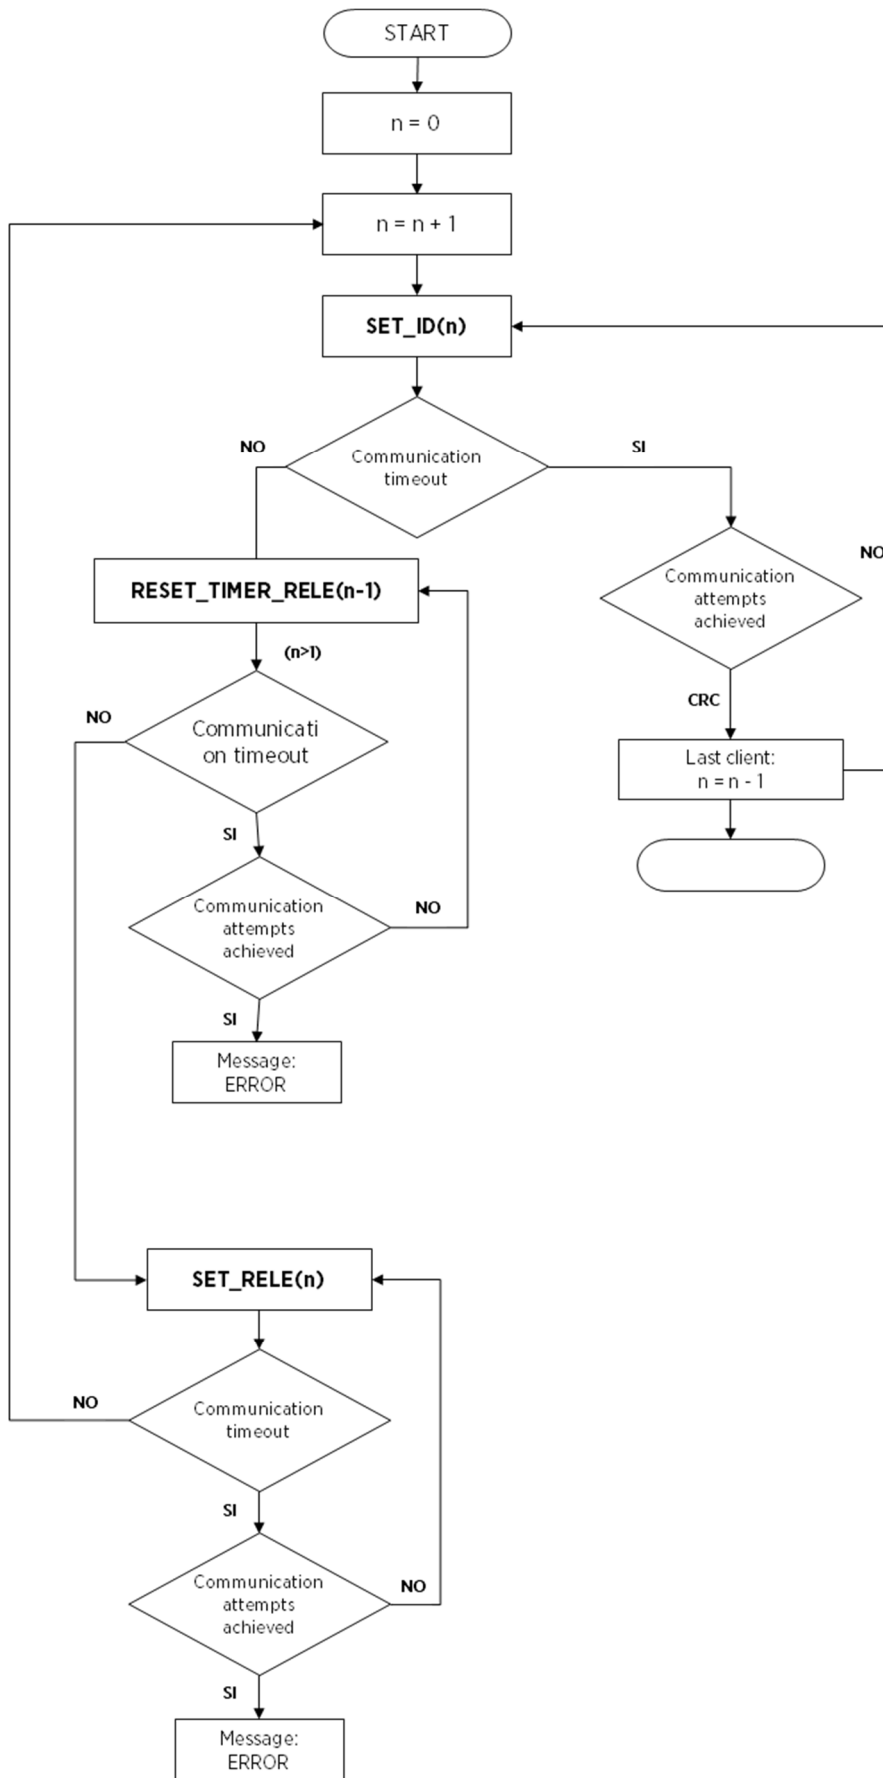 START
n = 0
n = n + 1
SET_ID(n)
NO
Communication
timeout
SI
RESET_TIMER_RELE(n-1)
Communication
attempts
achieved
NO
(n>1)
NO
Communicati
on timeout
CRC
Last client:
n = n - 1
SI
Communication
attempts
achieved
NO
SI
Message:
ERROR
SET_RELE(n)
NO
Communication
timeout
SI
Communication
attempts
achieved
NO
SI
Message:
ERROR